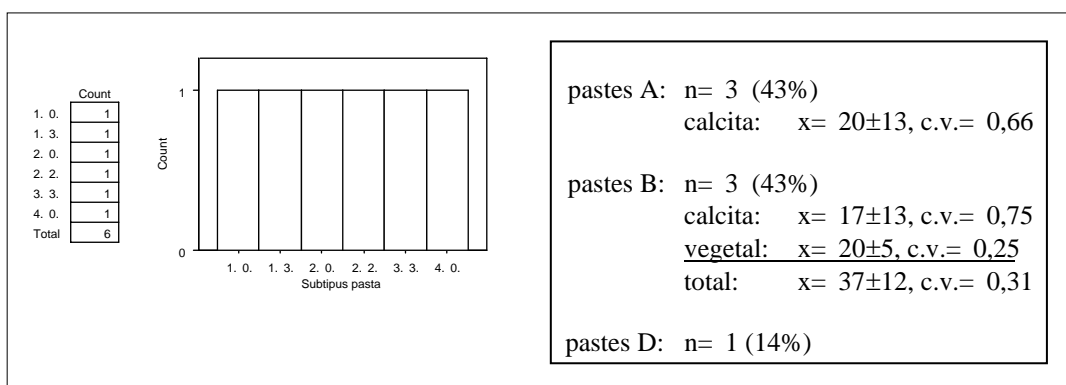 Count
1. 0. 1
1. 3. 1
2. 0. 1
2. 2. 1
3. 3. 1
4. 0. 1
Total 6
Count
1
0
1. 0. 1. 3. 2. 0. 2. 2. 3. 3. 4. 0.
Subtipus pasta
pastes A: n= 3 (43%)
calcita: x= 20±13, c.v.= 0,66
pastes B: n= 3 (43%)
calcita: x= 17±13, c.v.= 0,75
vegetal: x= 20±5, c.v.= 0,25
total: x= 37±12, c.v.= 0,31
pastes D: n= 1 (14%)